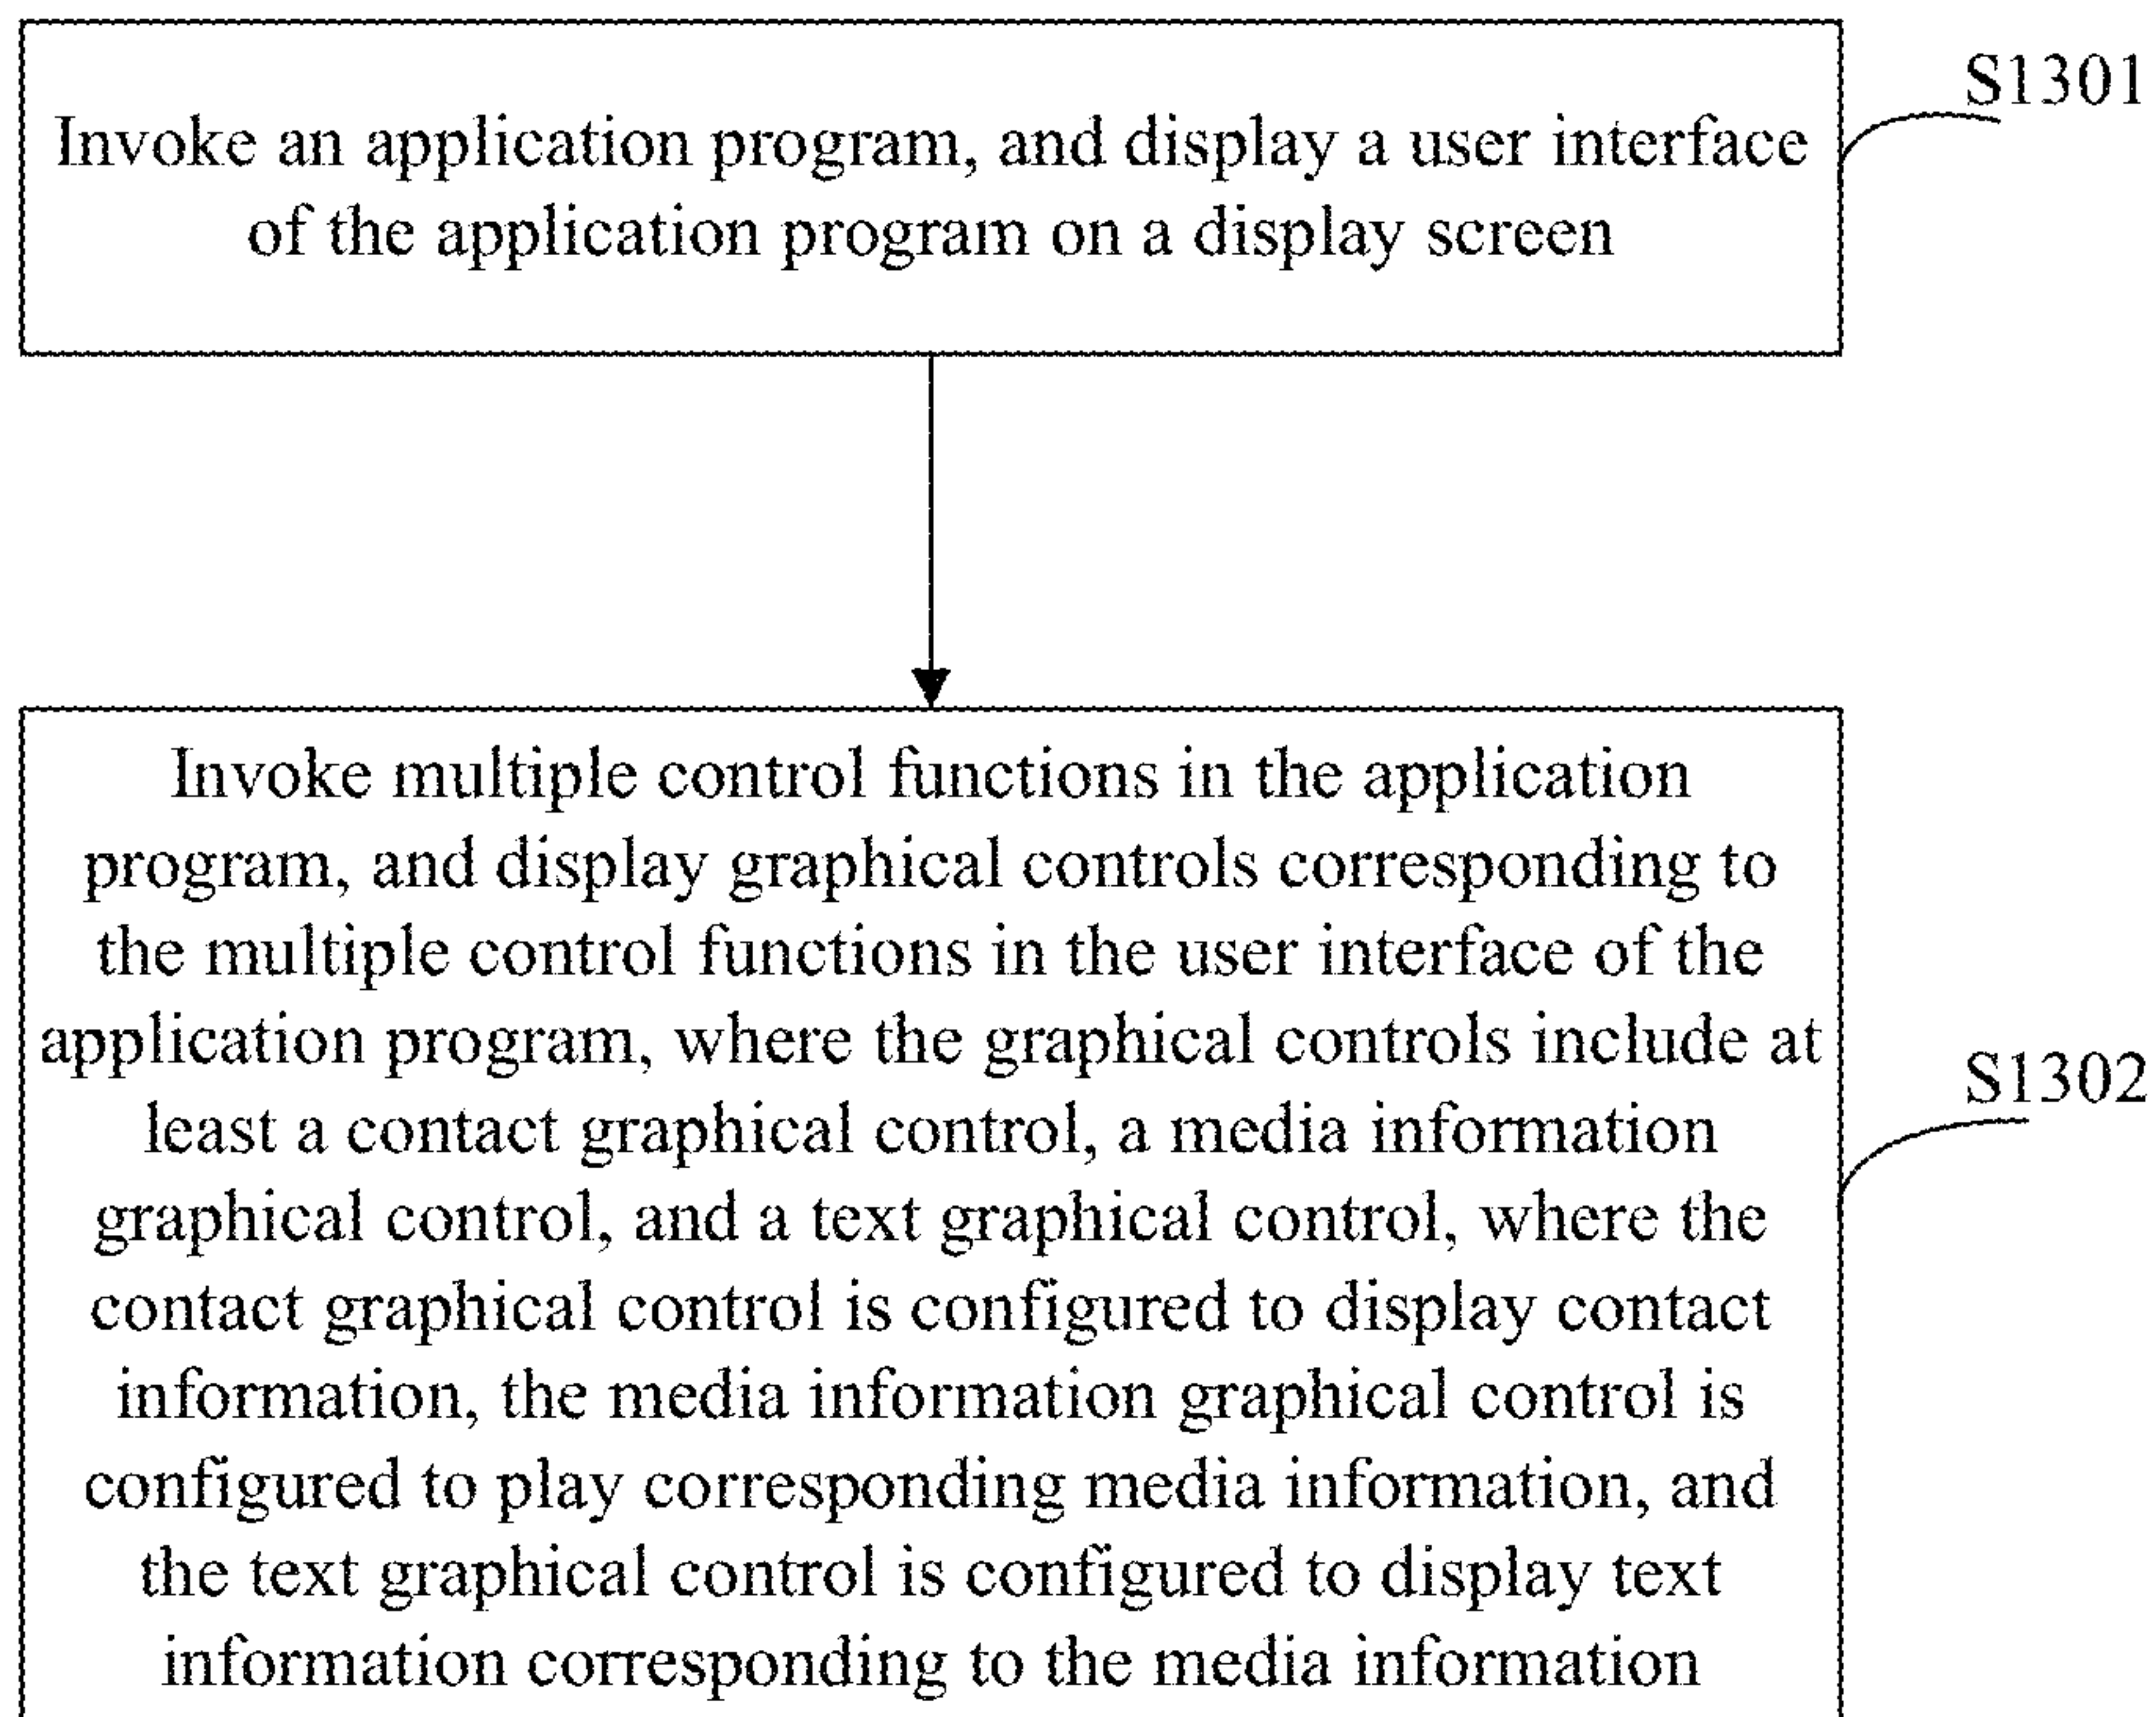 Invoke an application program, and display a user interface
of the application program on a display screen
S1301
Invoke multiple control functions in the application
program, and display graphical controls corresponding to
the multiple control functions in the user interface of the
application program, where the graphical controls include at
least a contact graphical control, a media information
graphical control, and a text graphical control, where the
contact graphical control is configured to display contact
information, the media information graphical control is
configured to play corresponding media information, and
the text graphical control is configured to display text
information corresponding to the media information
S1302